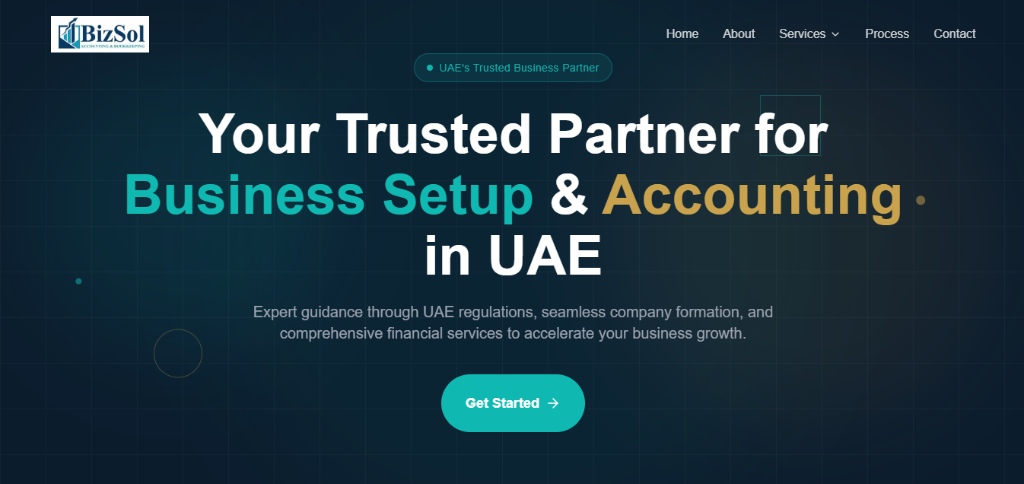 BizSol
ACCOUNTING & BOOKKEEPING
Home
About
Services
Process
Contact
UAE's Trusted Business Partner
Your Trusted Partner for
Business Setup & Accounting
in UAE
Expert guidance through UAE regulations, seamless company formation, and
comprehensive financial services to accelerate your business growth.
Get Started